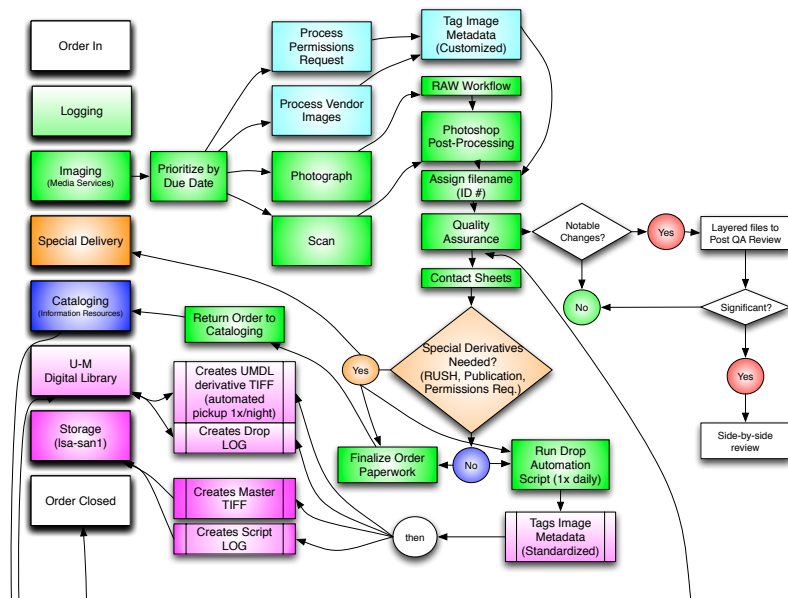 Order In
Logging
Imaging
(Media Services)
Special Delivery
Cataloging
(Information Resources)
U-M
Digital Library
Storage
(lsa-san1)
Order Closed
Prioritize by
Due Date
Process
Permissions
Request
Process Vendor
Images
Photograph
Scan
Return Order to
Cataloging
Creates UMDL
derivative TIFF
(automated
pickup 1x/night)
Creates Drop
LOG
Creates Master
TIFF
Creates Script
LOG
Tag Image
Metadata
(Customized)
RAW Workflow
Photoshop
Post-Processing
Assign filename
(ID #)
Quality
Assurance
Contact Sheets
Special Derivatives
Needed?
(RUSH, Publication,
Permissions Req.)
Yes
No
Finalize Order
Paperwork
Run Drop
Automation
Script (1x daily)
Tags Image
Metadata
(Standardized)
then
Notable
Changes?
Yes
No
Layered files to
Post QA Review
Significant?
Yes
Side-by-side
review